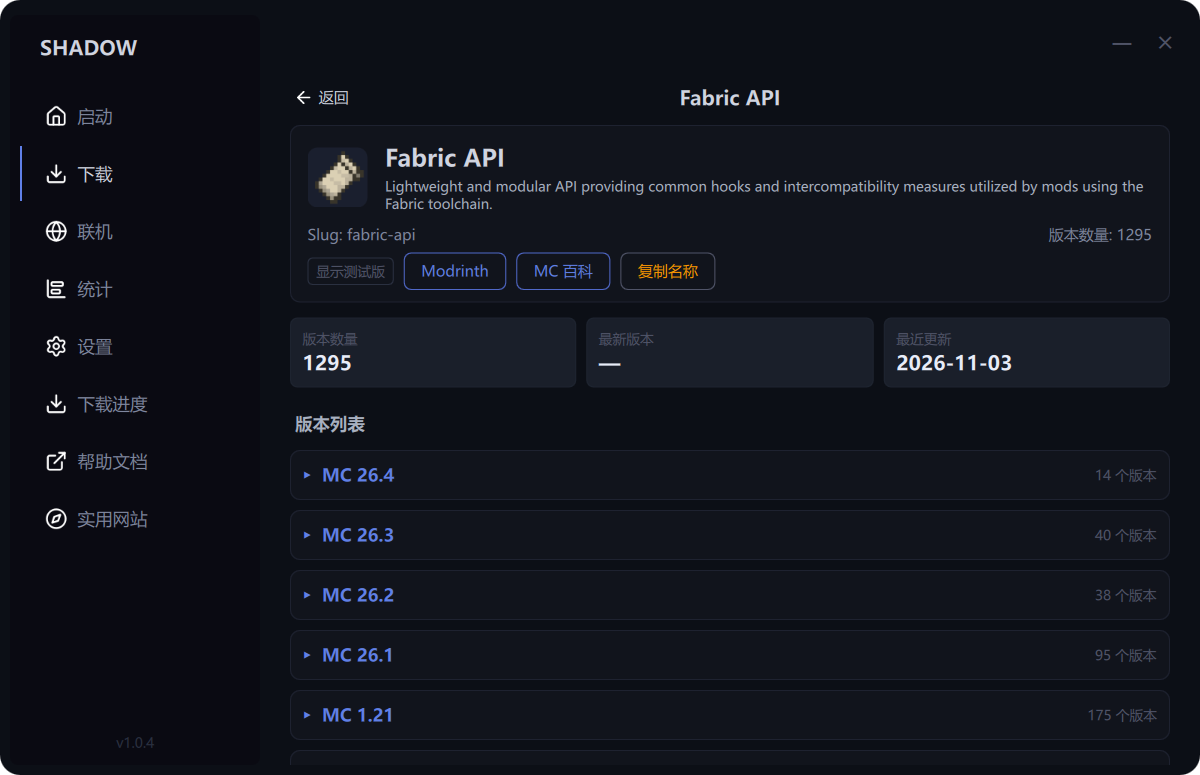 SHADOW
启动
下载
联机
统计
设置
下载进度
帮助文档
实用网站
v1.0.4
返回
Fabric API
Fabric API
Lightweight and modular API providing common hooks and intercompatibility measures utilized by mods using the
Fabric toolchain.
Slug: fabric-api
版本数量: 1295
显示测试版
Modrinth
MC 百科
复制名称
版本数量
1295
最新版本
—
最近更新
2026-11-03
版本列表
MC 26.4
14 个版本
MC 26.3
40 个版本
MC 26.2
38 个版本
MC 26.1
95 个版本
MC 1.21
175 个版本